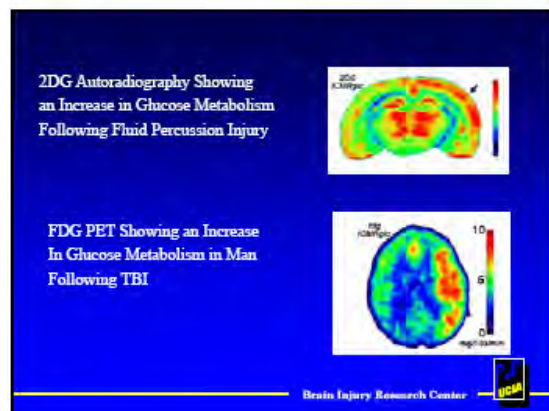 2DG Autoradiography Showing
an Increase in Glucose Metabolism
Following Fluid Percussion Injury
FDG PET Showing an Increase
In Glucose Metabolism in Man
Following TBI
10
5
0
Brain Injury Research Center
UCLA